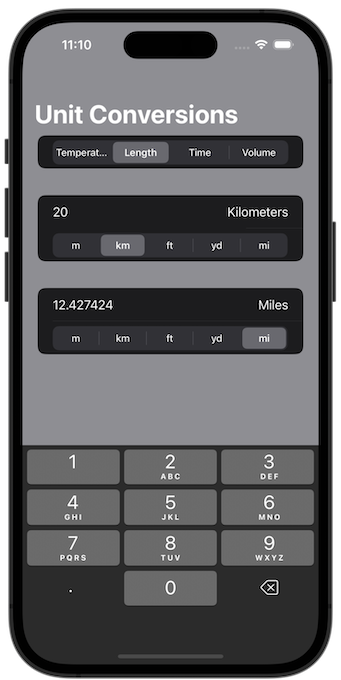 11:10
Unit Conversions
Temperat... Length Time Volume
20 Kilometers
m km ft yd mi
12.427424 Miles
m km ft yd mi
1 2 3
ABC DEF
4 5 6
GHI JKL MNO
7 8 9
PQRS TUV WXYZ
. 0